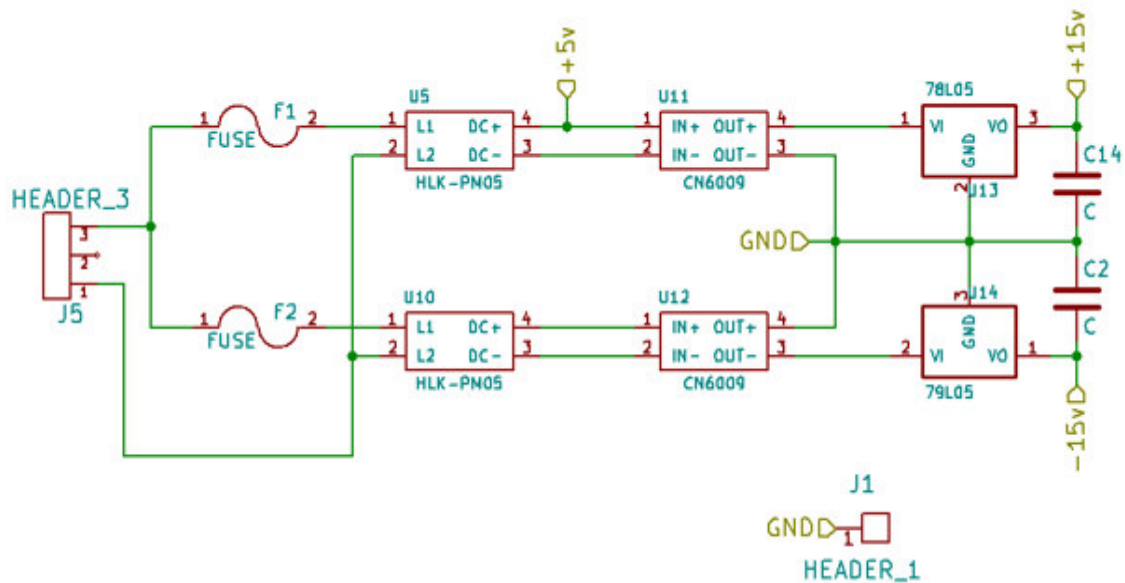 +5v
+15v
F1
1 2
FUSE
U5
1 L1 DC+ 4
2 L2 DC- 3
HLK-PN05
U11
1 IN+ OUT+ 4
2 IN- OUT- 3
CN6009
78L05
1 VI VO 3
GND
2
U13
C14
C
HEADER_3
3
2
1
J5
GND
F2
1 2
FUSE
U10
1 L1 DC+ 4
2 L2 DC- 3
HLK-PN05
U12
1 IN+ OUT+ 4
2 IN- OUT- 3
CN6009
U14
3
GND
2 VI VO 1
79L05
C2
C
-15v
J1
GND 1
HEADER_1